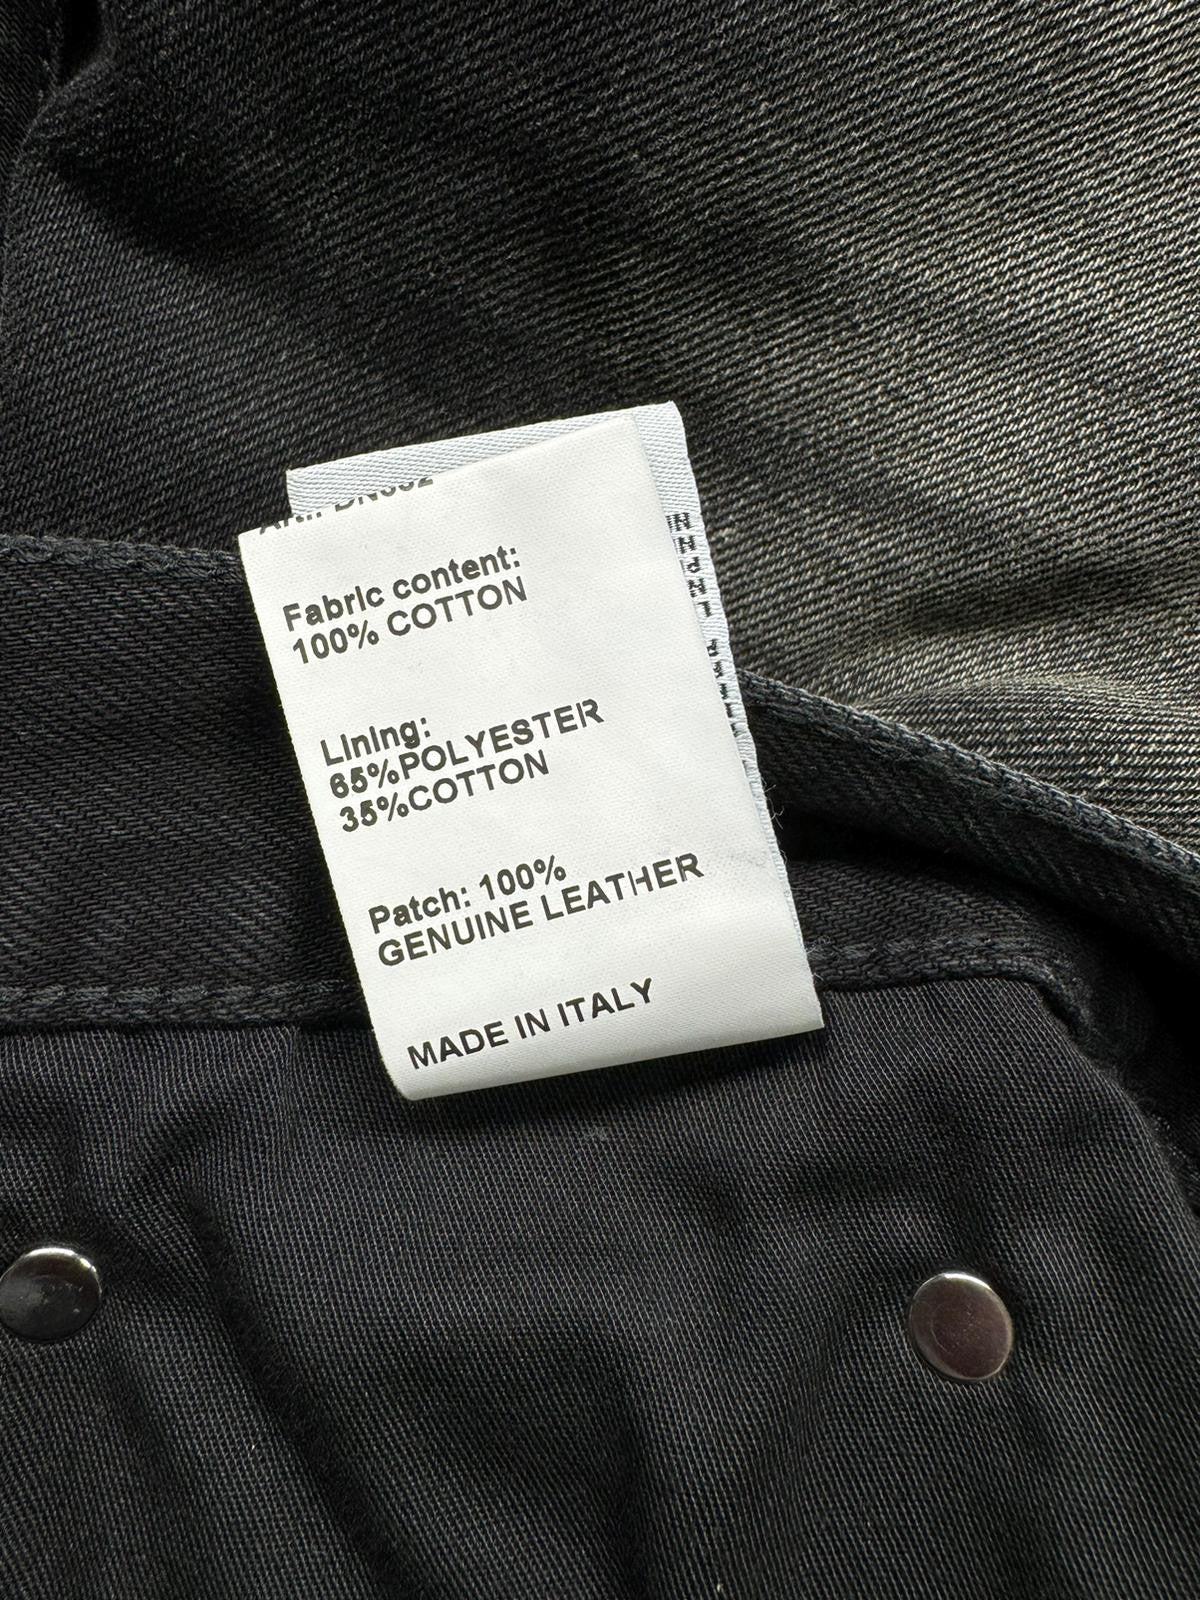 Fabric content:
100% COTTON
Lining:
65%POLYESTER
35%COTTON
Patch: 100%
GENUINE LEATHER
MADE IN ITALY